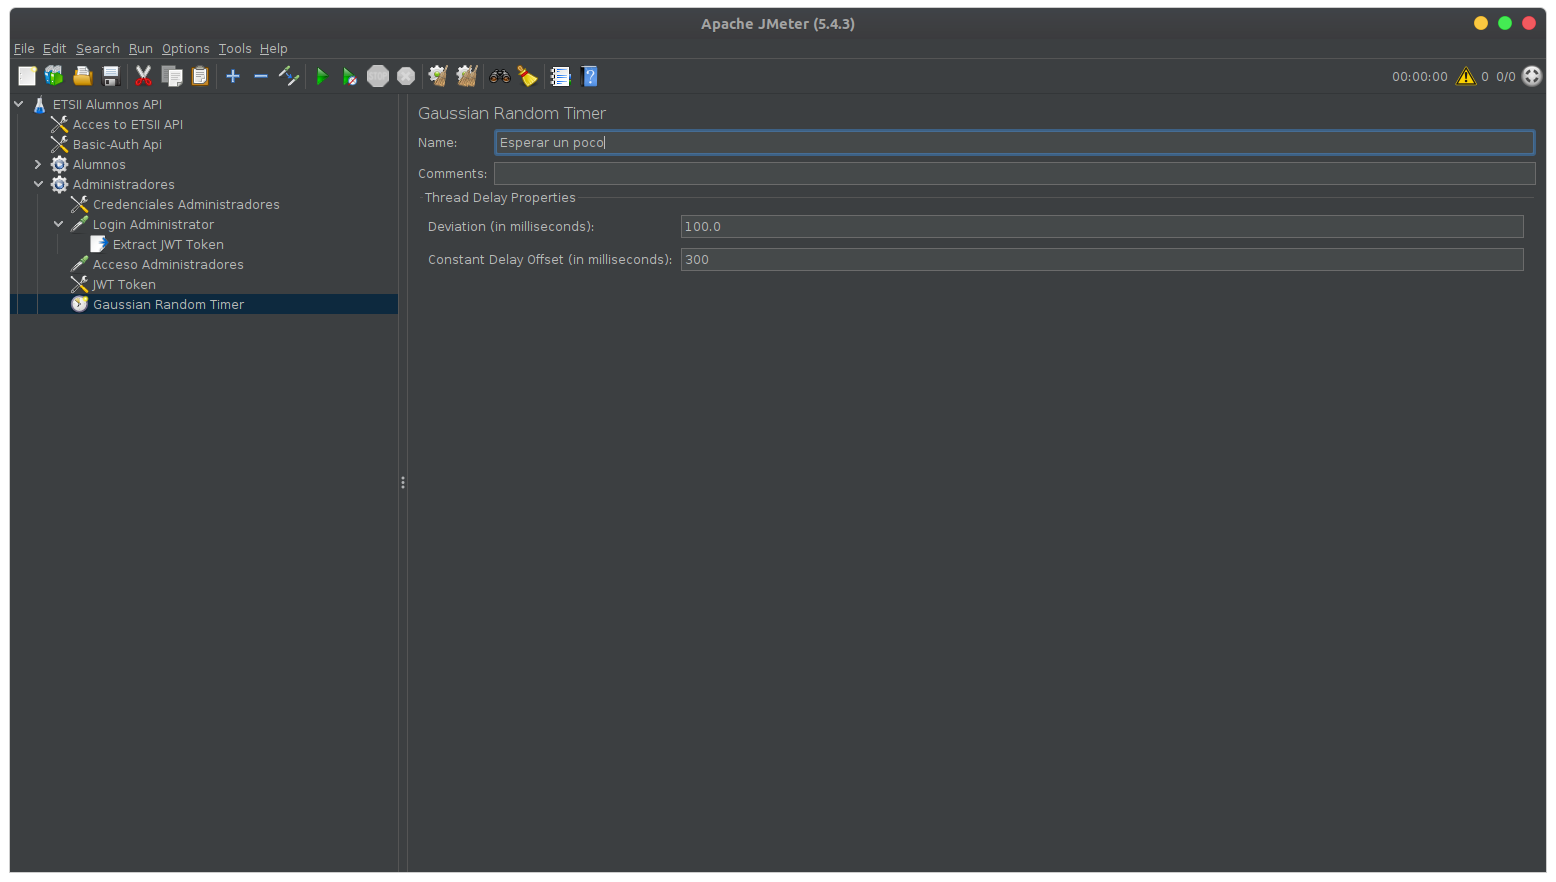 Apache JMeter (5.4.3)
File Edit Search Run Options Tools Help
STOP 00:00:00 0 0/0
ETSII Alumnos API
Acces to ETSII API
Basic-Auth Api
Alumnos
Administradores
Credenciales Administradores
Login Administrator
Extract JWT Token
Acceso Administradores
JWT Token
Gaussian Random Timer
Gaussian Random Timer
Name: Esperar un poco
Comments:
Thread Delay Properties
Deviation (in milliseconds): 100.0
Constant Delay Offset (in milliseconds): 300